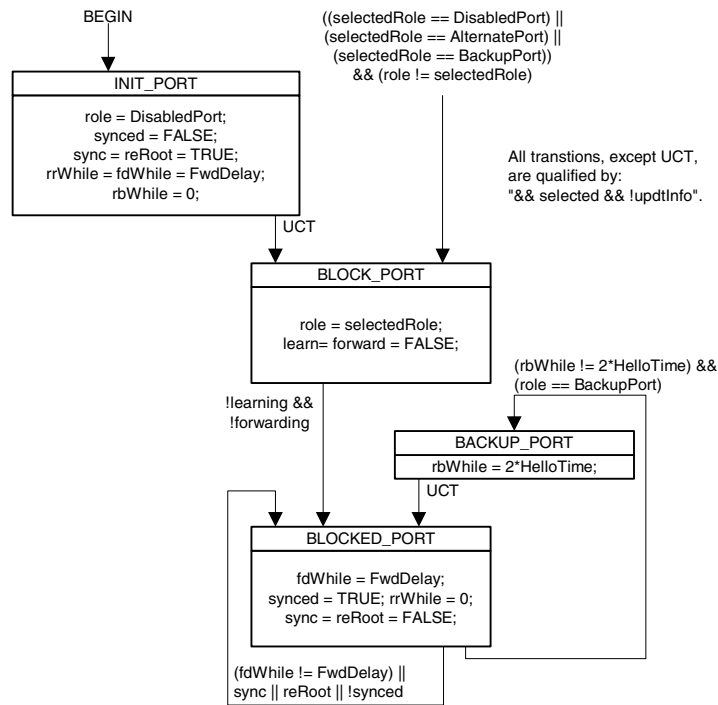 BEGIN
((selectedRole == DisabledPort) ||
(selectedRole == AlternatePort) ||
(selectedRole == BackupPort))
&& (role != selectedRole)
INIT_PORT
role = DisabledPort;
synced = FALSE;
sync = reRoot = TRUE;
rrWhile = fdWhile = FwdDelay;
rbWhile = 0;
All transtions, except UCT,
are qualified by:
"&& selected && !updtInfo".
UCT
BLOCK_PORT
role = selectedRole;
learn= forward = FALSE;
(rbWhile != 2*HelloTime) &&
(role == BackupPort)
!learning &&
!forwarding
BACKUP_PORT
rbWhile = 2*HelloTime;
UCT
BLOCKED_PORT
fdWhile = FwdDelay;
synced = TRUE; rrWhile = 0;
sync = reRoot = FALSE;
(fdWhile != FwdDelay) ||
sync || reRoot || !synced